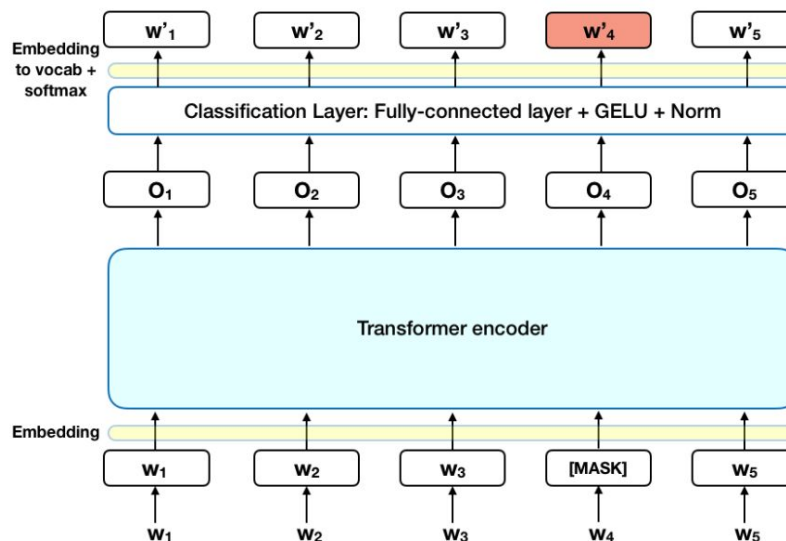 w'₁ w'₂ w'₃ w'₄ w'₅
Embedding
to vocab +
softmax
Classification Layer: Fully-connected layer + GELU + Norm
O₁ O₂ O₃ O₄ O₅
Transformer encoder
Embedding
w₁ w₂ w₃ [MASK] w₅
w₁ w₂ w₃ w₄ w₅